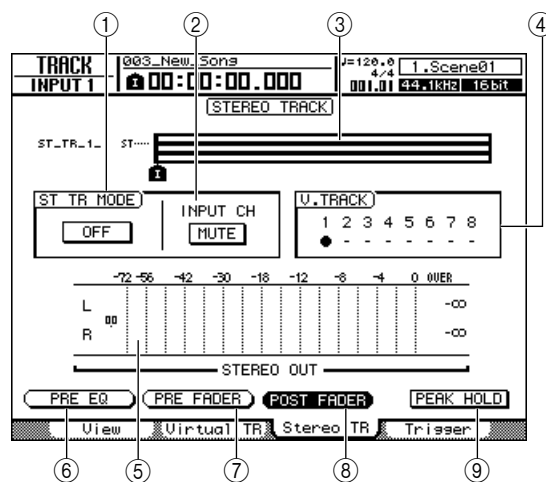 ① ② ③ ④
TRACK 003_New_Song ♩=120.0 1.Scene01
4/4
INPUT 1 00:00:00.000 001.01 44.1kHz 16bit
STEREO TRACK
ST_TR_1_ ST·····
ST TR MODE V.TRACK
INPUT CH 1 2 3 4 5 6 7 8
OFF MUTE ● - - - - - - -
-72 -56 -42 -30 -18 -12 -8 -4 0 OVER
L -∞
00
R -∞
STEREO OUT
PRE EQ PRE FADER POST FADER PEAK HOLD
View Virtual TR Stereo TR Trigger
⑥ ⑤ ⑦ ⑧ ⑨